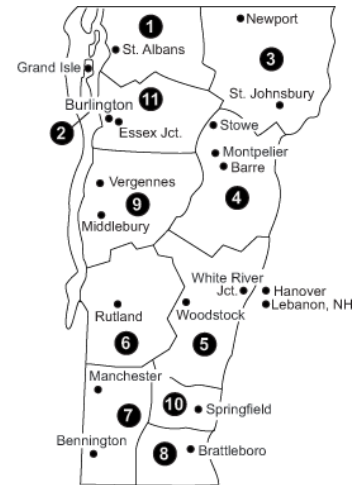 1
Newport
St. Albans
Grand Isle
3
11
St. Johnsbury
Burlington
2
Essex Jct.
Stowe
Montpelier
Barre
Vergennes
9
4
Middlebury
White River
Jct.
Hanover
Lebanon, NH
Woodstock
Rutland
6
5
Manchester
7
10
Springfield
Bennington
8
Brattleboro